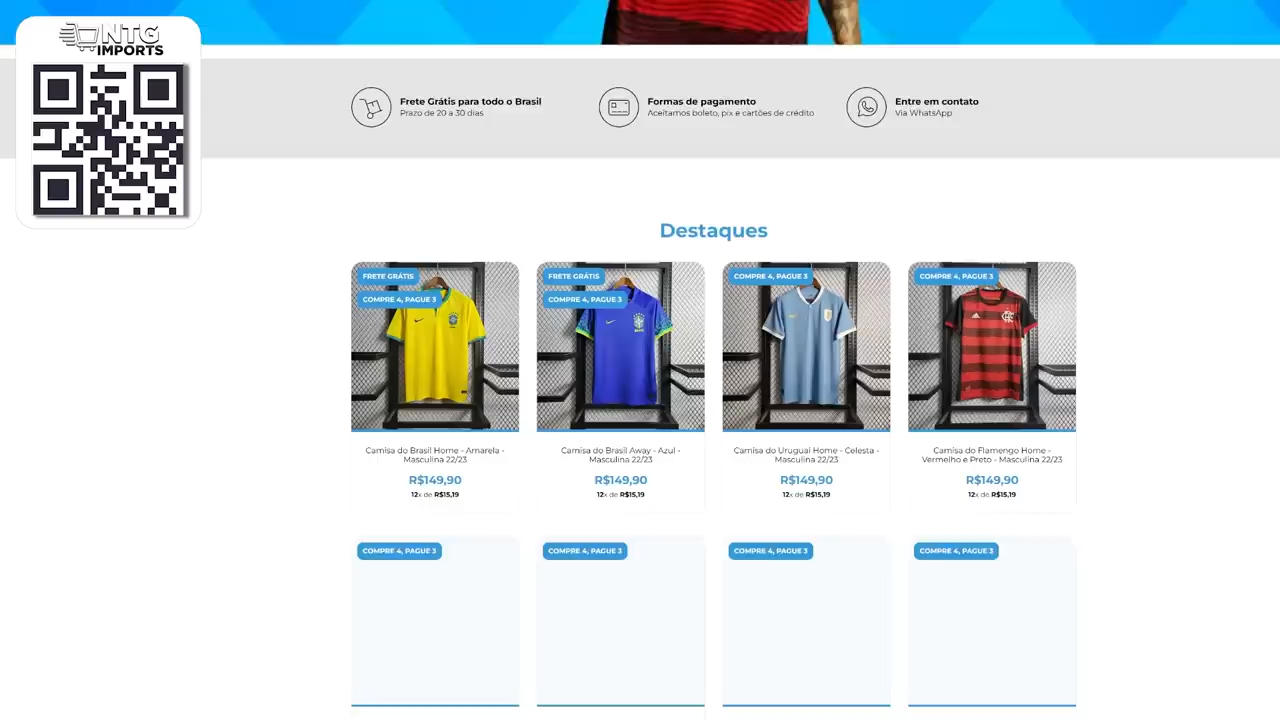 NTG
IMPORTS
Frete Grátis para todo o Brasil
Prazo de 20 a 30 dias
Formas de pagamento
Aceitamos boleto, pix e cartões de crédito
Entre em contato
Via WhatsApp
Destaques
FRETE GRÁTIS
COMPRE 4, PAGUE 3
FRETE GRÁTIS
COMPRE 4, PAGUE 3
COMPRE 4, PAGUE 3
COMPRE 4, PAGUE 3
Camisa do Brasil Home - Amarela -
Masculina 22/23
R$149,90
12x de R$15,19
Camisa do Brasil Away - Azul -
Masculina 22/23
R$149,90
12x de R$15,19
Camisa do Uruguai Home - Celesta -
Masculina 22/23
R$149,90
12x de R$15,19
Camisa do Flamengo Home -
Vermelho e Preto - Masculina 22/23
R$149,90
12x de R$15,19
COMPRE 4, PAGUE 3
COMPRE 4, PAGUE 3
COMPRE 4, PAGUE 3
COMPRE 4, PAGUE 3